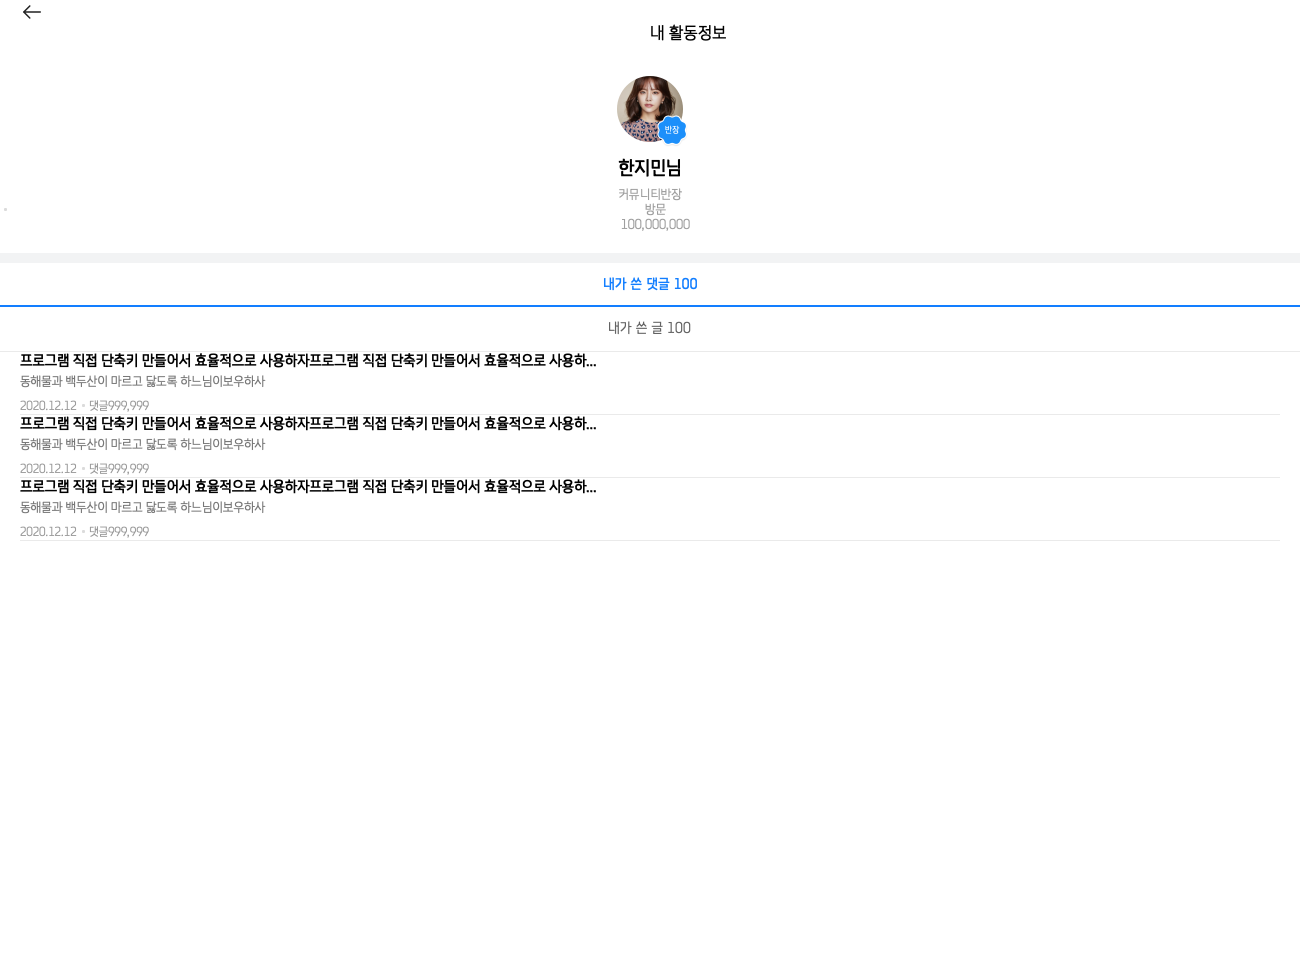 내 활동정보
반장
한지민님
커뮤니티반장
방문
100,000,000
내가 쓴 댓글 100
내가 쓴 글 100
프로그램 직접 단축키 만들어서 효율적으로 사용하자프로그램 직접 단축키 만들어서 효율적으로 사용하...
동해물과 백두산이 마르고 닳도록 하느님이보우하사
2020.12.12 • 댓글999,999
프로그램 직접 단축키 만들어서 효율적으로 사용하자프로그램 직접 단축키 만들어서 효율적으로 사용하...
동해물과 백두산이 마르고 닳도록 하느님이보우하사
2020.12.12 • 댓글999,999
프로그램 직접 단축키 만들어서 효율적으로 사용하자프로그램 직접 단축키 만들어서 효율적으로 사용하...
동해물과 백두산이 마르고 닳도록 하느님이보우하사
2020.12.12 • 댓글999,999